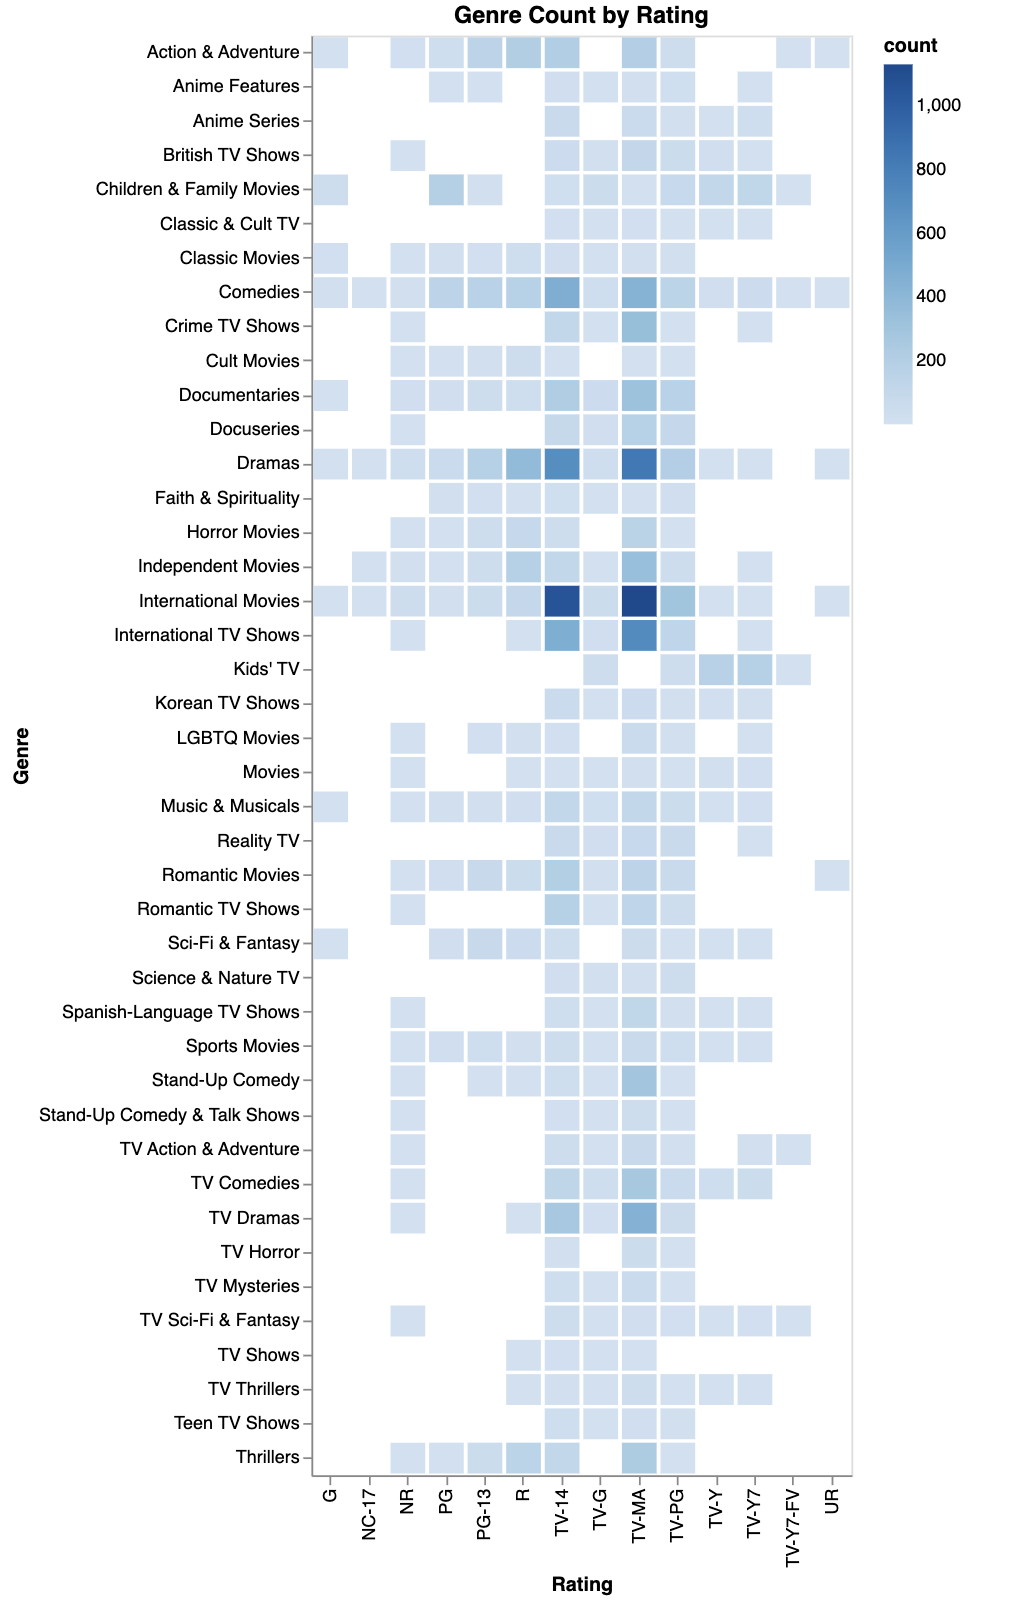 Genre Count by Rating
Action & Adventure
Anime Features
Anime Series
British TV Shows
Children & Family Movies
Classic & Cult TV
Classic Movies
Comedies
Crime TV Shows
Cult Movies
Documentaries
Docuseries
Dramas
Faith & Spirituality
Horror Movies
Independent Movies
International Movies
International TV Shows
Kids' TV
Korean TV Shows
LGBTQ Movies
Movies
Music & Musicals
Reality TV
Romantic Movies
Romantic TV Shows
Sci-Fi & Fantasy
Science & Nature TV
Spanish-Language TV Shows
Sports Movies
Stand-Up Comedy
Stand-Up Comedy & Talk Shows
TV Action & Adventure
TV Comedies
TV Dramas
TV Horror
TV Mysteries
TV Sci-Fi & Fantasy
TV Shows
TV Thrillers
Teen TV Shows
Thrillers
Genre
G
NC-17
NR
PG
PG-13
R
TV-14
TV-G
TV-MA
TV-PG
TV-Y
TV-Y7
TV-Y7-FV
UR
Rating
count
1,000
800
600
400
200